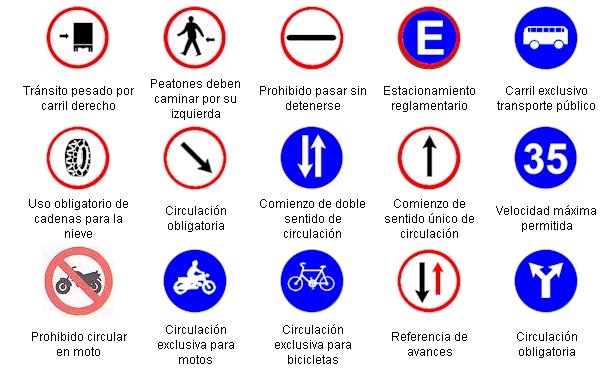 E
Tránsito pesado por
carril derecho
Peatones deben
caminar por su
izquierda
Prohibido pasar sin
detenerse
Estacionamiento
reglamentario
Carril exclusivo
transporte público
35
Uso obligatorio de
cadenas para la
nieve
Circulación
obligatoria
Comienzo de doble
sentido de
circulación
Comienzo de
sentido único de
circulación
Velocidad máxima
permitida
Prohibido circular
en moto
Circulación
exclusiva para
motos
Circulación
exclusiva para
bicicletas
Referencia de
avances
Circulación
obligatoria